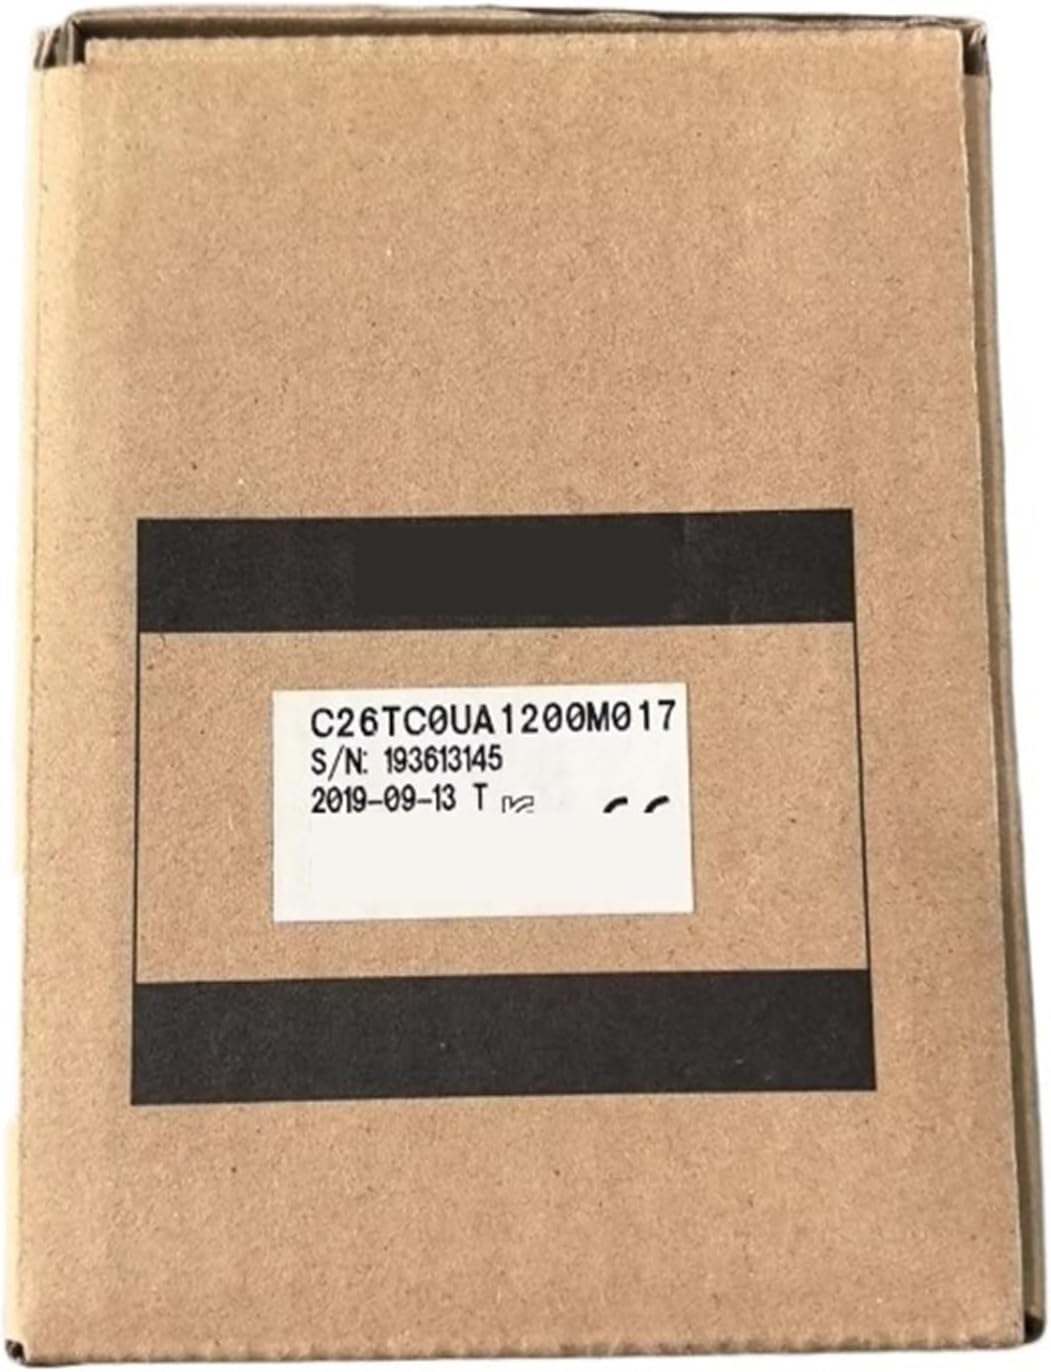 C26TC0UA1200M017
S/N: 193613145
2019-09-13 T